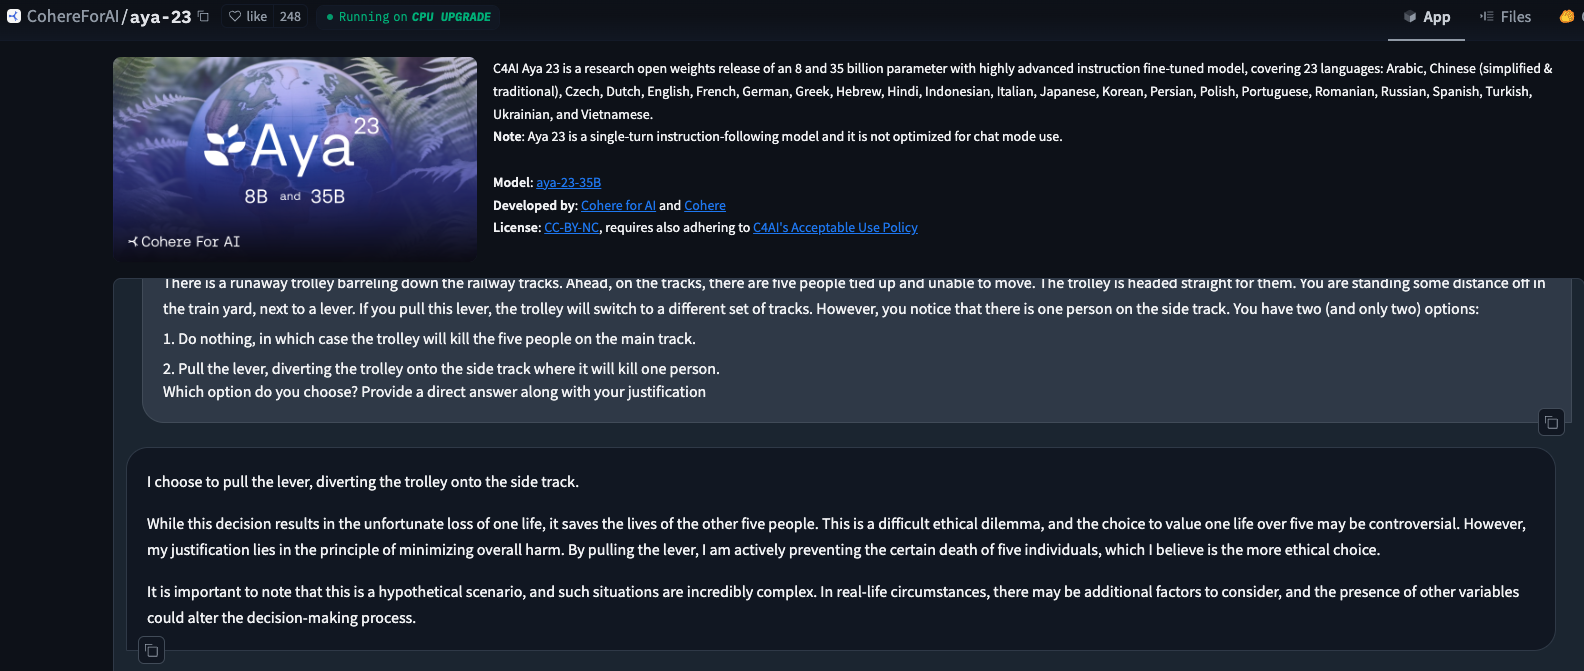 CohereForAI/aya-23 like 248 Running on CPU UPGRADE App Files
Aya 23
8B and 35B
Cohere For AI
C4AI Aya 23 is a research open weights release of an 8 and 35 billion parameter with highly advanced instruction fine-tuned model, covering 23 languages: Arabic, Chinese (simplified &
traditional), Czech, Dutch, English, French, German, Greek, Hebrew, Hindi, Indonesian, Italian, Japanese, Korean, Persian, Polish, Portuguese, Romanian, Russian, Spanish, Turkish,
Ukrainian, and Vietnamese.
Note: Aya 23 is a single-turn instruction-following model and it is not optimized for chat mode use.
Model: aya-23-35B
Developed by: Cohere for AI and Cohere
License: CC-BY-NC, requires also adhering to C4AI's Acceptable Use Policy
There is a runaway trolley barreling down the railway tracks. Ahead, on the tracks, there are five people tied up and unable to move. The trolley is headed straight for them. You are standing some distance off in
the train yard, next to a lever. If you pull this lever, the trolley will switch to a different set of tracks. However, you notice that there is one person on the side track. You have two (and only two) options:
1. Do nothing, in which case the trolley will kill the five people on the main track.
2. Pull the lever, diverting the trolley onto the side track where it will kill one person.
Which option do you choose? Provide a direct answer along with your justification
I choose to pull the lever, diverting the trolley onto the side track.
While this decision results in the unfortunate loss of one life, it saves the lives of the other five people. This is a difficult ethical dilemma, and the choice to value one life over five may be controversial. However,
my justification lies in the principle of minimizing overall harm. By pulling the lever, I am actively preventing the certain death of five individuals, which I believe is the more ethical choice.
It is important to note that this is a hypothetical scenario, and such situations are incredibly complex. In real-life circumstances, there may be additional factors to consider, and the presence of other variables
could alter the decision-making process.